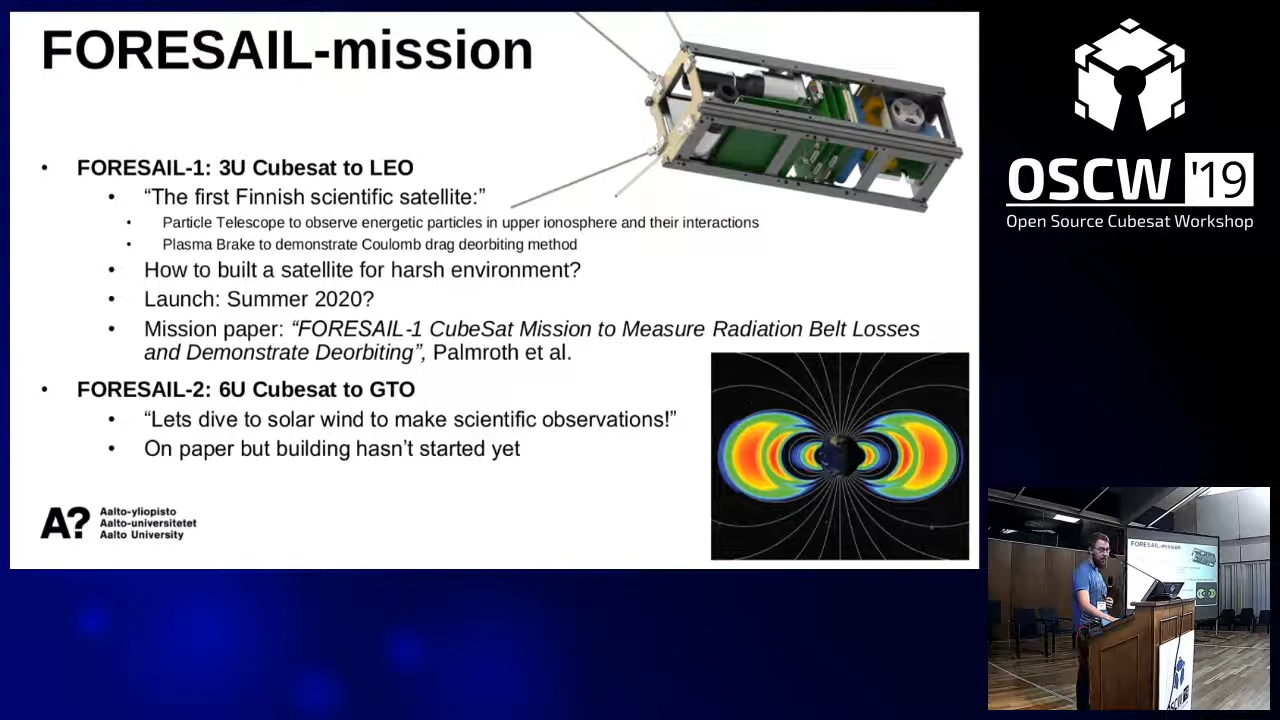 FORESAIL-mission
• FORESAIL-1: 3U Cubesat to LEO
• “The first Finnish scientific satellite:”
• Particle Telescope to observe energetic particles in upper ionosphere and their interactions
• Plasma Brake to demonstrate Coulomb drag deorbiting method
• How to built a satellite for harsh environment?
• Launch: Summer 2020?
• Mission paper: “FORESAIL-1 CubeSat Mission to Measure Radiation Belt Losses
and Demonstrate Deorbiting”, Palmroth et al.
• FORESAIL-2: 6U Cubesat to GTO
• “Lets dive to solar wind to make scientific observations!”
• On paper but building hasn’t started yet
A?
Aalto-yliopisto
Aalto-universitetet
Aalto University
OSCW '19
Open Source Cubesat Workshop
FORESAIL-mission
OSCW